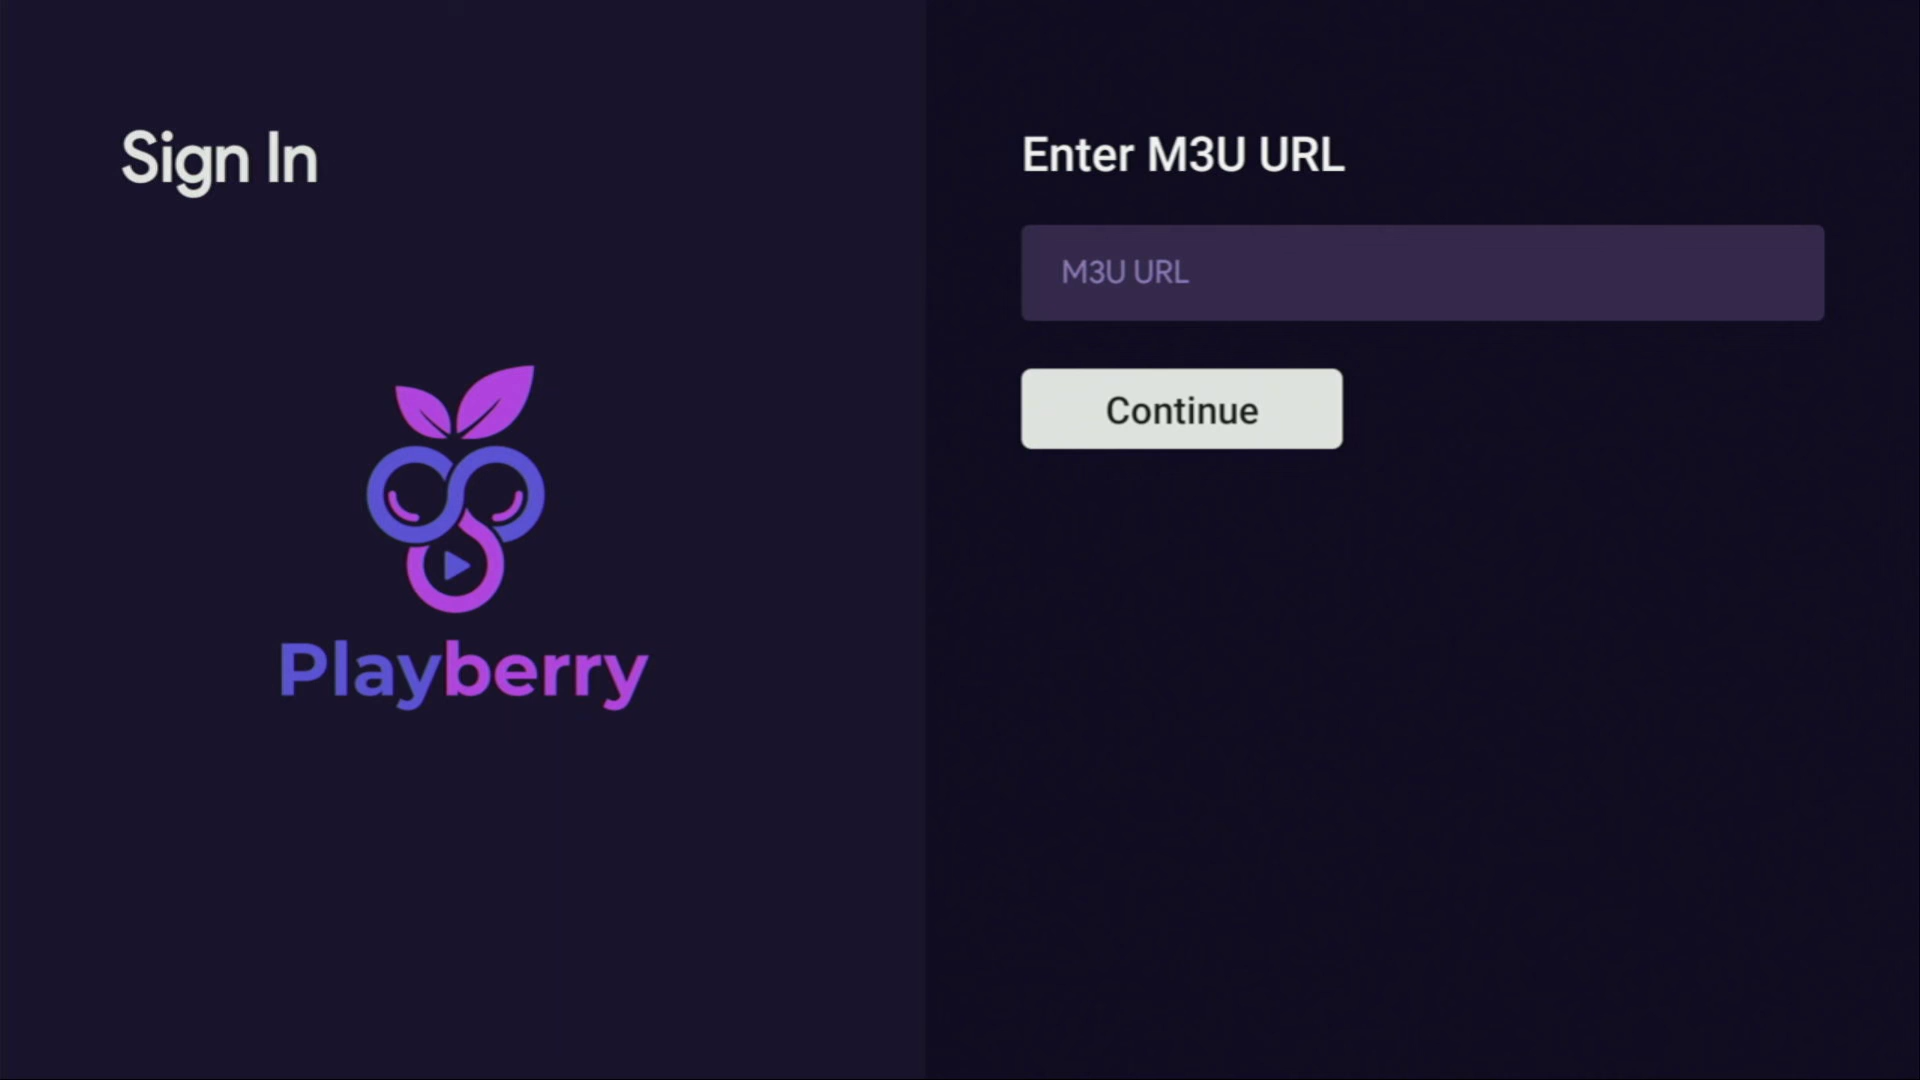 Sign In
Playberry
Enter M3U URL
M3U URL
Continue